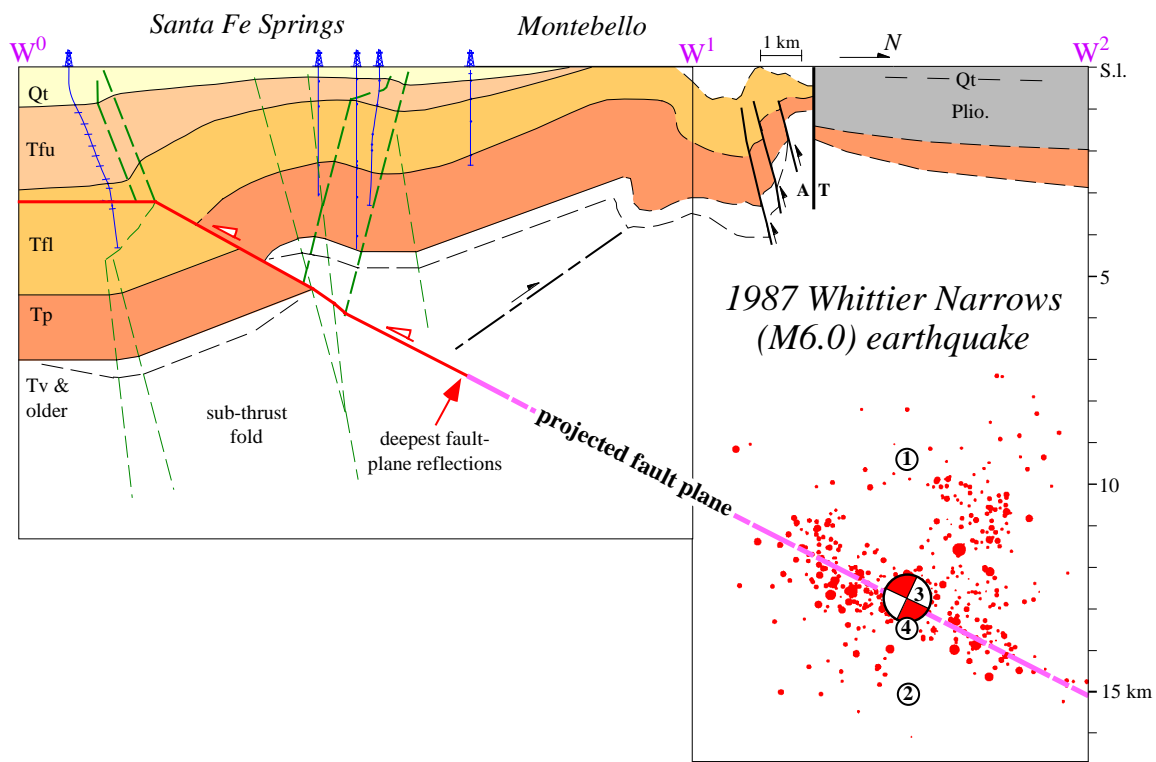 Santa Fe Springs
Montebello
W0
W1
1 km
N
W2
S.l.
Qt
Qt
Plio.
Tfu
A T
Tfl
5
1987 Whittier Narrows
(M6.0) earthquake
Tp
Tv &
older
sub-thrust
fold
deepest fault-
plane reflections
projected fault plane
1
10
3
4
2
15 km